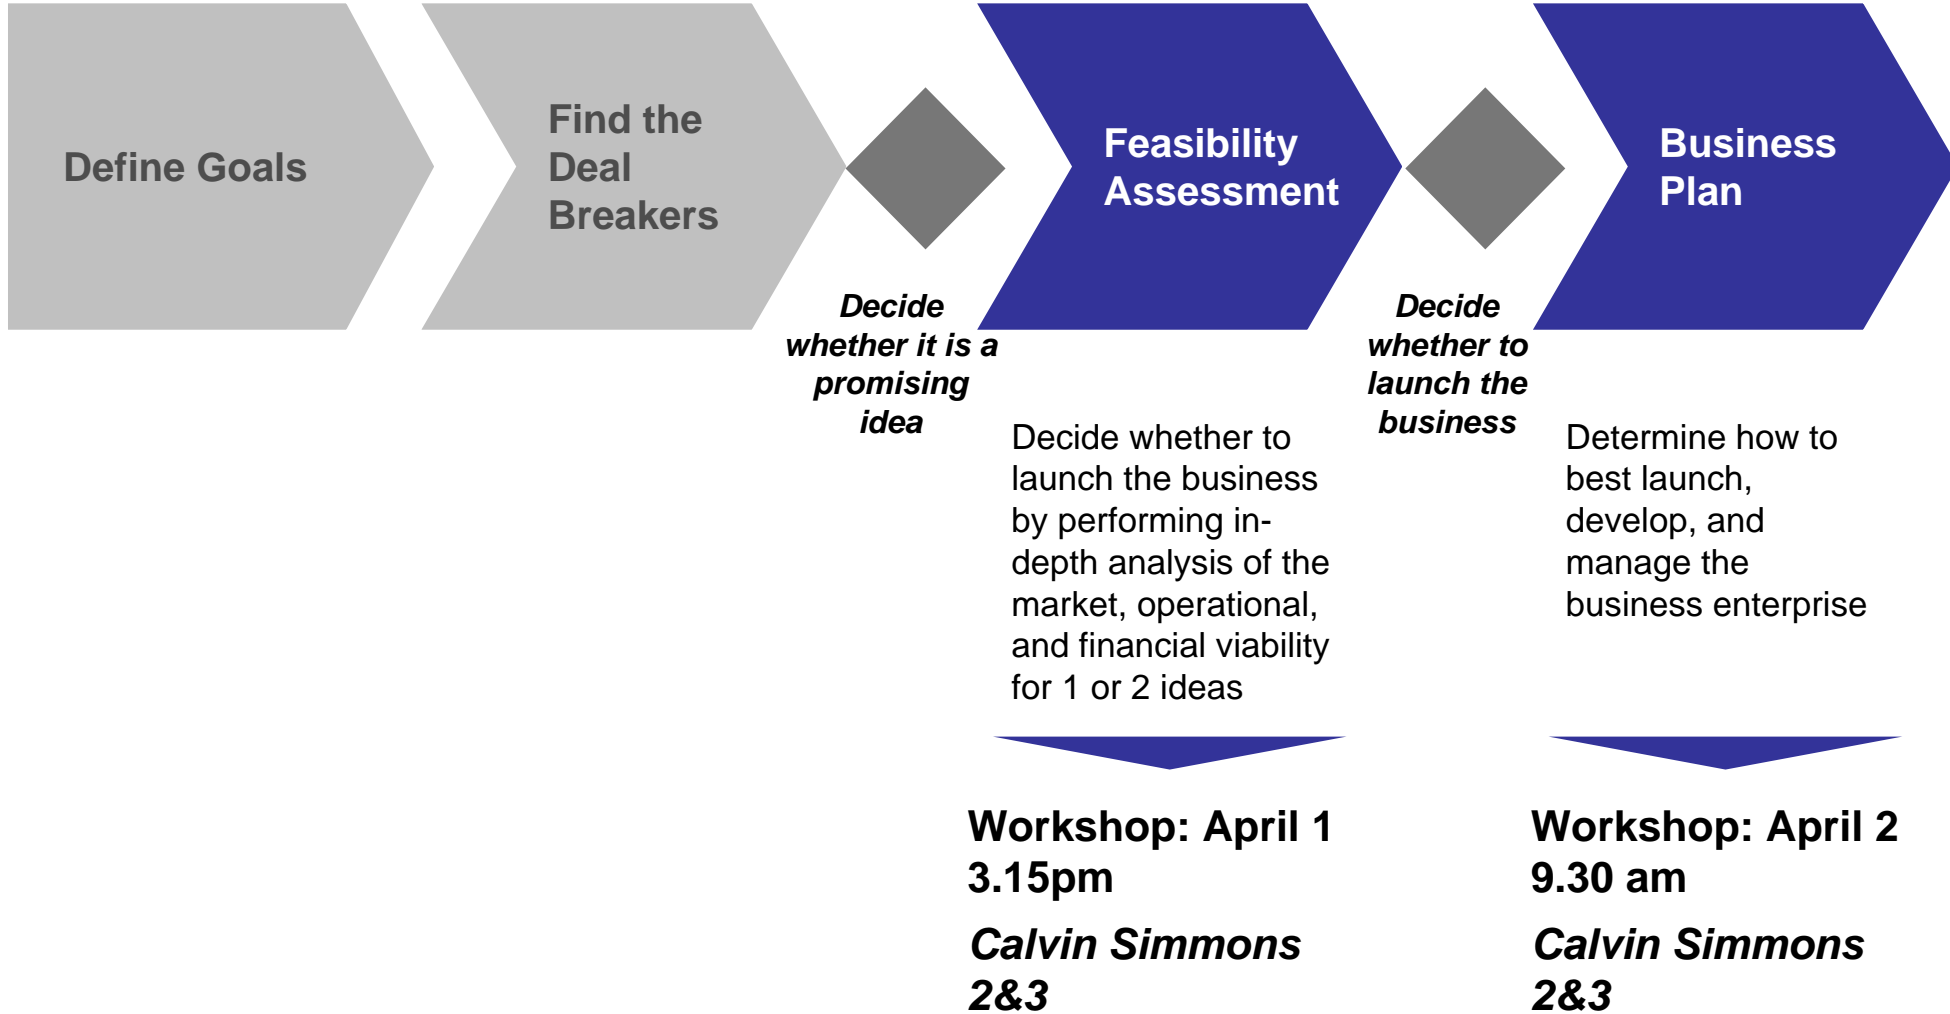 Define Goals
Find the
Deal
Breakers
Decide
whether it is a
promising
idea
Feasibility
Assessment
Decide
whether to
launch the
business
Business
Plan
Decide whether to
launch the business
by performing in-
depth analysis of the
market, operational,
and financial viability
for 1 or 2 ideas
Determine how to
best launch,
develop, and
manage the
business enterprise
Workshop: April 1
3.15pm
Calvin Simmons
2&3
Workshop: April 2
9.30 am
Calvin Simmons
2&3